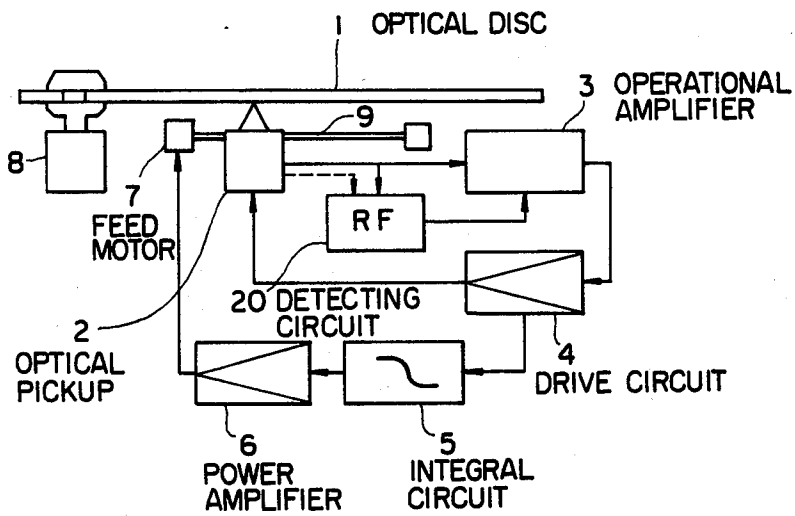 1 OPTICAL DISC
3 OPERATIONAL
AMPLIFIER
9
8
7
FEED
MOTOR
RF
20 DETECTING
CIRCUIT
2
OPTICAL
PICKUP
4
DRIVE CIRCUIT
6
POWER
AMPLIFIER
5
INTEGRAL
CIRCUIT